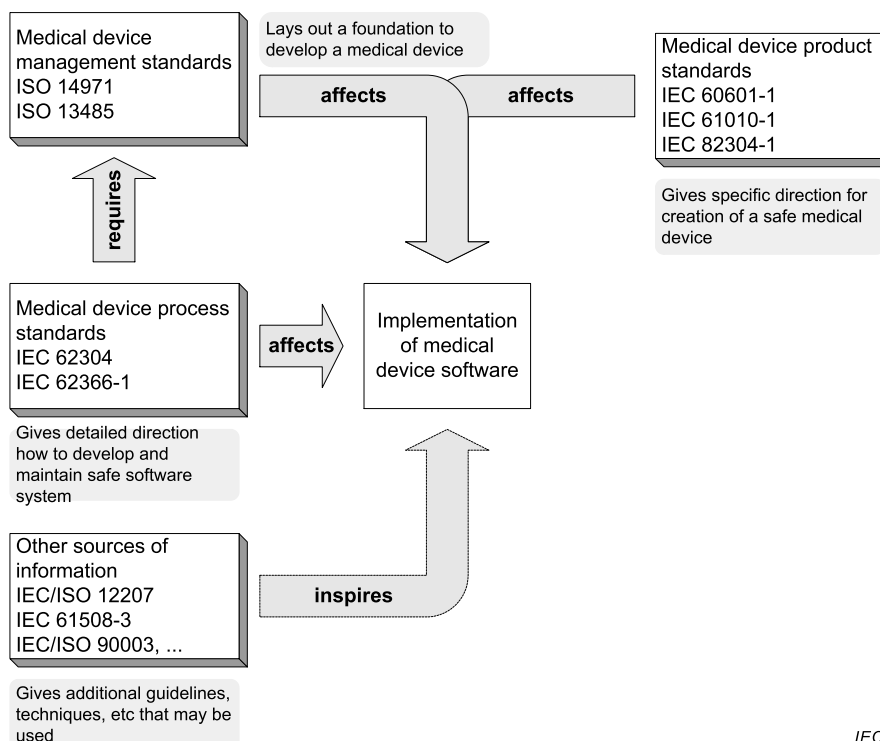 Medical device
management standards
ISO 14971
ISO 13485
Lays out a foundation to
develop a medical device
affects
affects
Medical device product
standards
IEC 60601-1
IEC 61010-1
IEC 82304-1
Gives specific direction for
creation of a safe medical
device
requires
Medical device process
standards
IEC 62304
IEC 62366-1
affects
Implementation
of medical
device software
Gives detailed direction
how to develop and
maintain safe software
system
Other sources of
information
IEC/ISO 12207
IEC 61508-3
IEC/ISO 90003, ...
inspires
Gives additional guidelines,
techniques, etc that may be
used
IEC